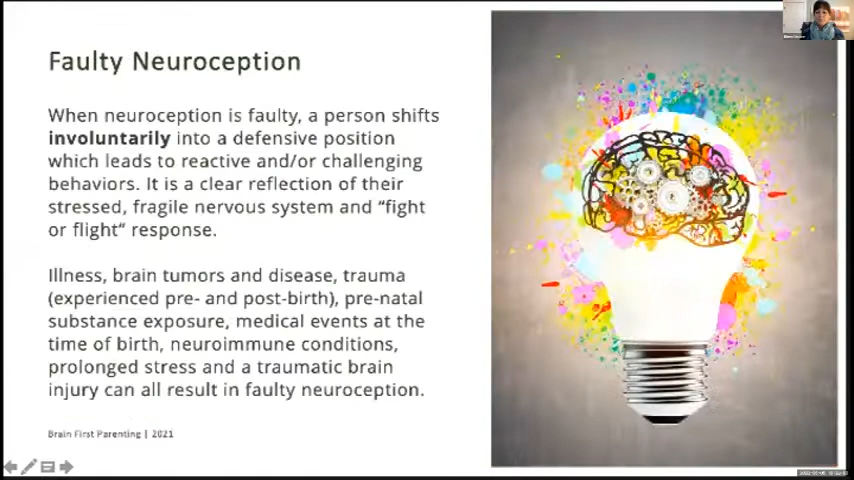 Faulty Neuroception
When neuroception is faulty, a person shifts
involuntarily into a defensive position
which leads to reactive and/or challenging
behaviors. It is a clear reflection of their
stressed, fragile nervous system and “fight
or flight” response.
Illness, brain tumors and disease, trauma
(experienced pre- and post-birth), pre-natal
substance exposure, medical events at the
time of birth, neuroimmune conditions,
prolonged stress and a traumatic brain
injury can all result in faulty neuroception.
Brain First Parenting | 2021